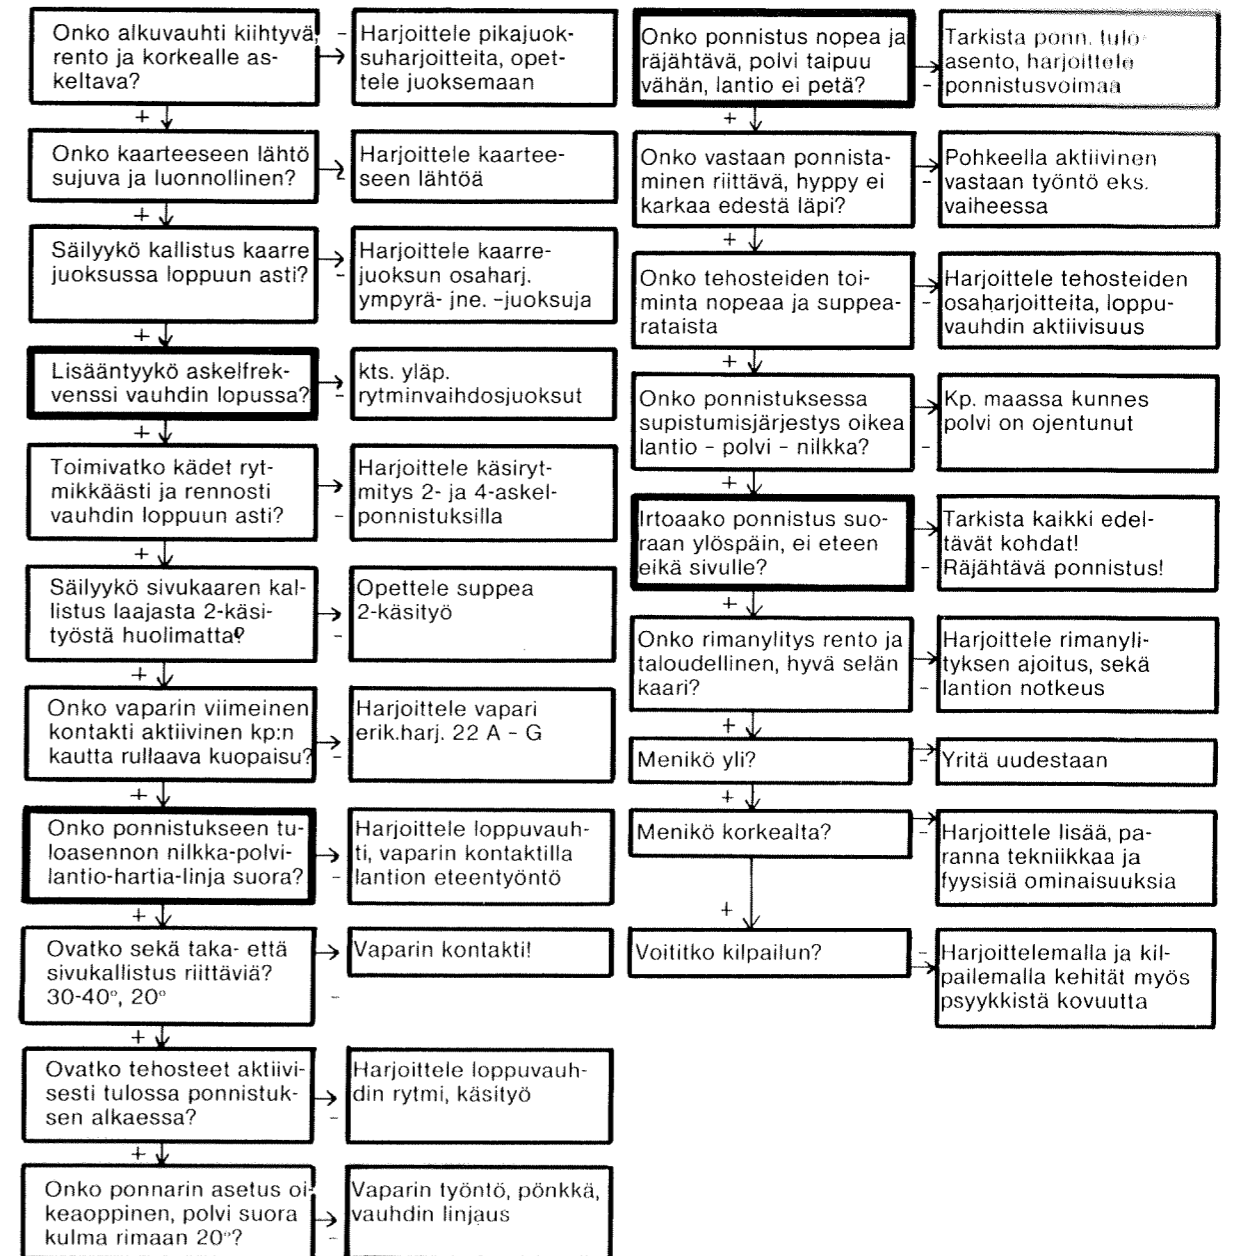 Onko alkuvauhti kiihtyvä,
rento ja korkealle as-
keltava?
–
Harjoittele pikajuok-
suharjoitteita, opet-
tele juoksemaan
+
Onko kaarteeseen lähtö
sujuva ja luonnollinen?
–
Harjoittele kaartee-
seen lähtöä
+
Säilyykö kallistus kaarre
juoksussa loppuun asti?
–
Harjoittele kaarre-
juoksun osaharj.
ympyrä- jne. –juoksuja
+
Lisääntyykö askelfrek-
venssi vauhdin lopussa?
–
kts. yläp.
rytminvaihdosjuoksut
+
Toimivatko kädet ryt-
mikkäästi ja rennosti
vauhdin loppuun asti?
–
Harjoittele käsiryt-
mitys 2- ja 4-askel-
ponnistuksilla
+
Säilyykö sivukaaren kal-
listus laajasta 2-käsi-
työstä huolimatta?
–
Opettele suppea
2-käsityö
+
Onko vaparin viimeinen
kontakti aktiivinen kp:n
kautta rullaava kuopaisu?
–
Harjoittele vapari
erik.harj. 22 A – G
+
Onko ponnistukseen tu-
loasennon nilkka-polvi-
lantio-hartia-linja suora?
–
Harjoittele loppuvauh-
ti, vaparin kontaktilla
lantion eteentyöntö
+
Ovatko sekä taka- että
sivukallistus riittäviä?
30-40°, 20°
–
Vaparin kontakti!
+
Ovatko tehosteet aktiivi-
sesti tulossa ponnistuk-
sen alkaessa?
–
Harjoittele loppuvauh-
din rytmi, käsityö
+
Onko ponnarin asetus oi-
keaoppinen, polvi suora
kulma rimaan 20°?
–
Vaparin työntö, pönkkä,
vauhdin linjaus
Onko ponnistus nopea ja
räjähtävä, polvi taipuu
vähän, lantio ei petä?
–
Tarkista ponn. tulo-
asento, harjoittele
ponnistusvoimaa
+
Onko vastaan ponnista-
minen riittävä, hyppy ei
karkaa edestä läpi?
–
Pohkeella aktiivinen
vastaan työntö eks.
vaiheessa
+
Onko tehosteiden toi-
minta nopeaa ja suppea-
rataista
–
Harjoittele tehosteiden
osaharjoitteita, loppu-
vauhdin aktiivisuus
+
Onko ponnistuksessa
supistumisjärjestys oikea
lantio – polvi – nilkka?
–
Kp. maassa kunnes
polvi on ojentunut
+
Irtoaako ponnistus suo-
raan ylöspäin, ei eteen
eikä sivulle?
–
Tarkista kaikki edel-
tävät kohdat!
Räjähtävä ponnistus!
+
Onko rimanylitys rento ja
taloudellinen, hyvä selän
kaari?
–
Harjoittele rimanyli-
tyksen ajoitus, sekä
lantion notkeus
+
Menikö yli?
–
Yritä uudestaan
+
Menikö korkealta?
–
Harjoittele lisää, pa-
ranna tekniikkaa ja
fyysisiä ominaisuuksia
+
Voititko kilpailun?
–
Harjoittelemalla ja kil-
pailemalla kehität myös
psyykkistä kovuutta